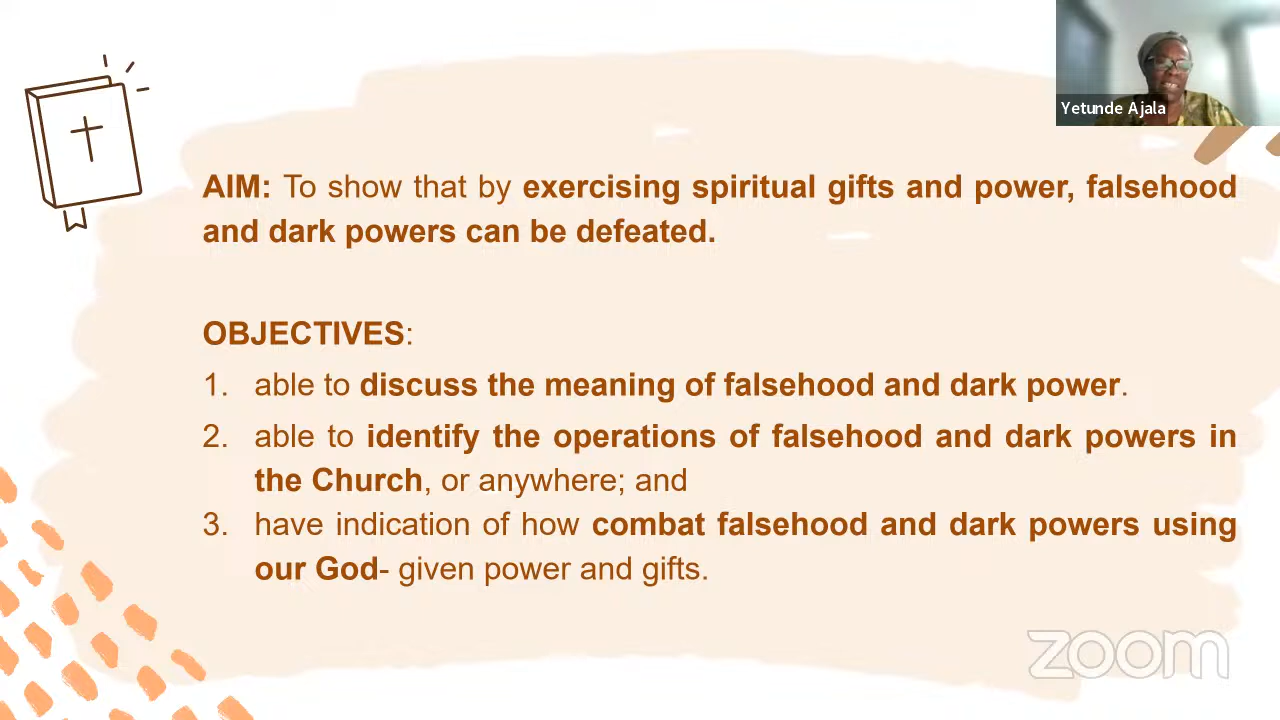 Yetunde Ajala
AIM: To show that by exercising spiritual gifts and power, falsehood
and dark powers can be defeated.
OBJECTIVES:
1. able to discuss the meaning of falsehood and dark power.
2. able to identify the operations of falsehood and dark powers in
the Church, or anywhere; and
3. have indication of how combat falsehood and dark powers using
our God- given power and gifts.
zoom